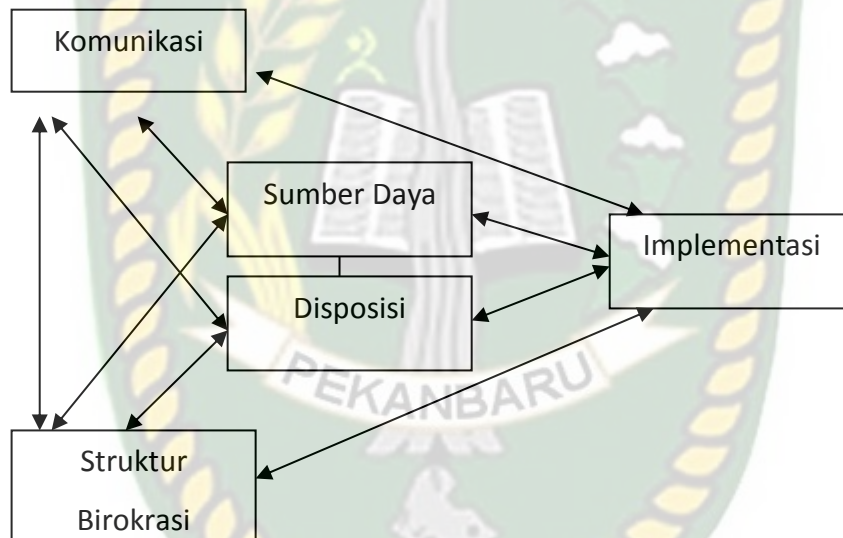 Komunikasi
Sumber Daya
Implementasi
Disposisi
PEKANBARU
Struktur
Birokrasi